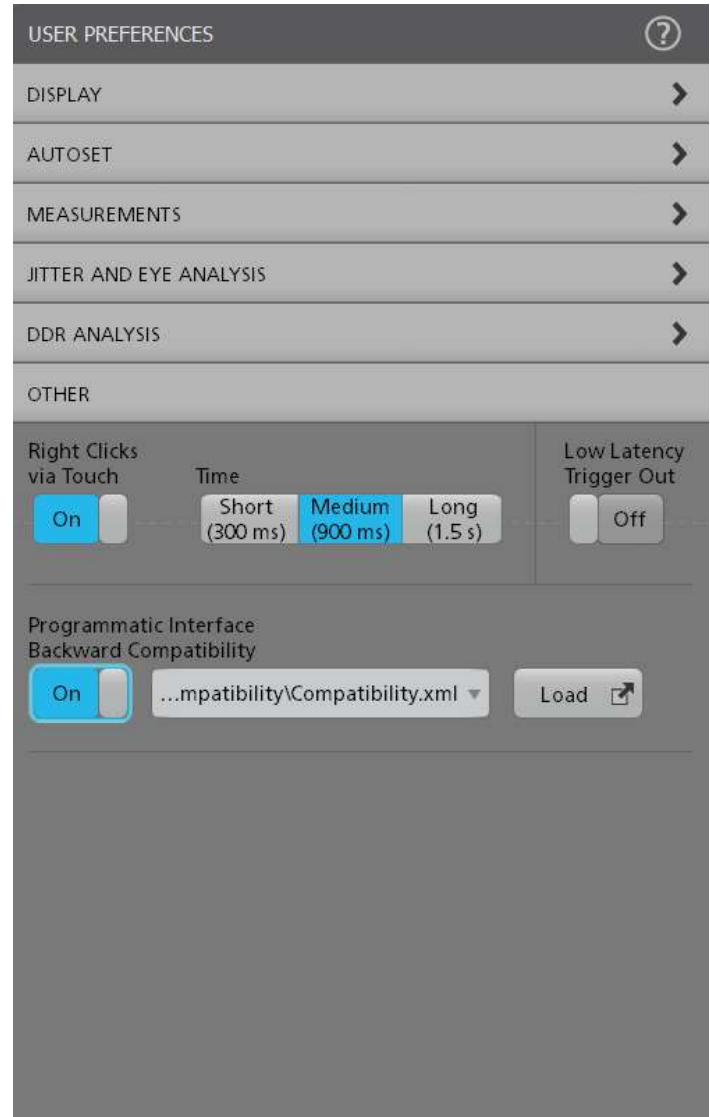 USER PREFERENCES
?
DISPLAY
AUTOSET
MEASUREMENTS
JITTER AND EYE ANALYSIS
DDR ANALYSIS
OTHER
Right Clicks
via Touch
On
Time
Short
(300 ms)
Medium
(900 ms)
Long
(1.5 s)
Low Latency
Trigger Out
Off
Programmatic Interface
Backward Compatibility
On
...mpatibility\Compatibility.xml
Load